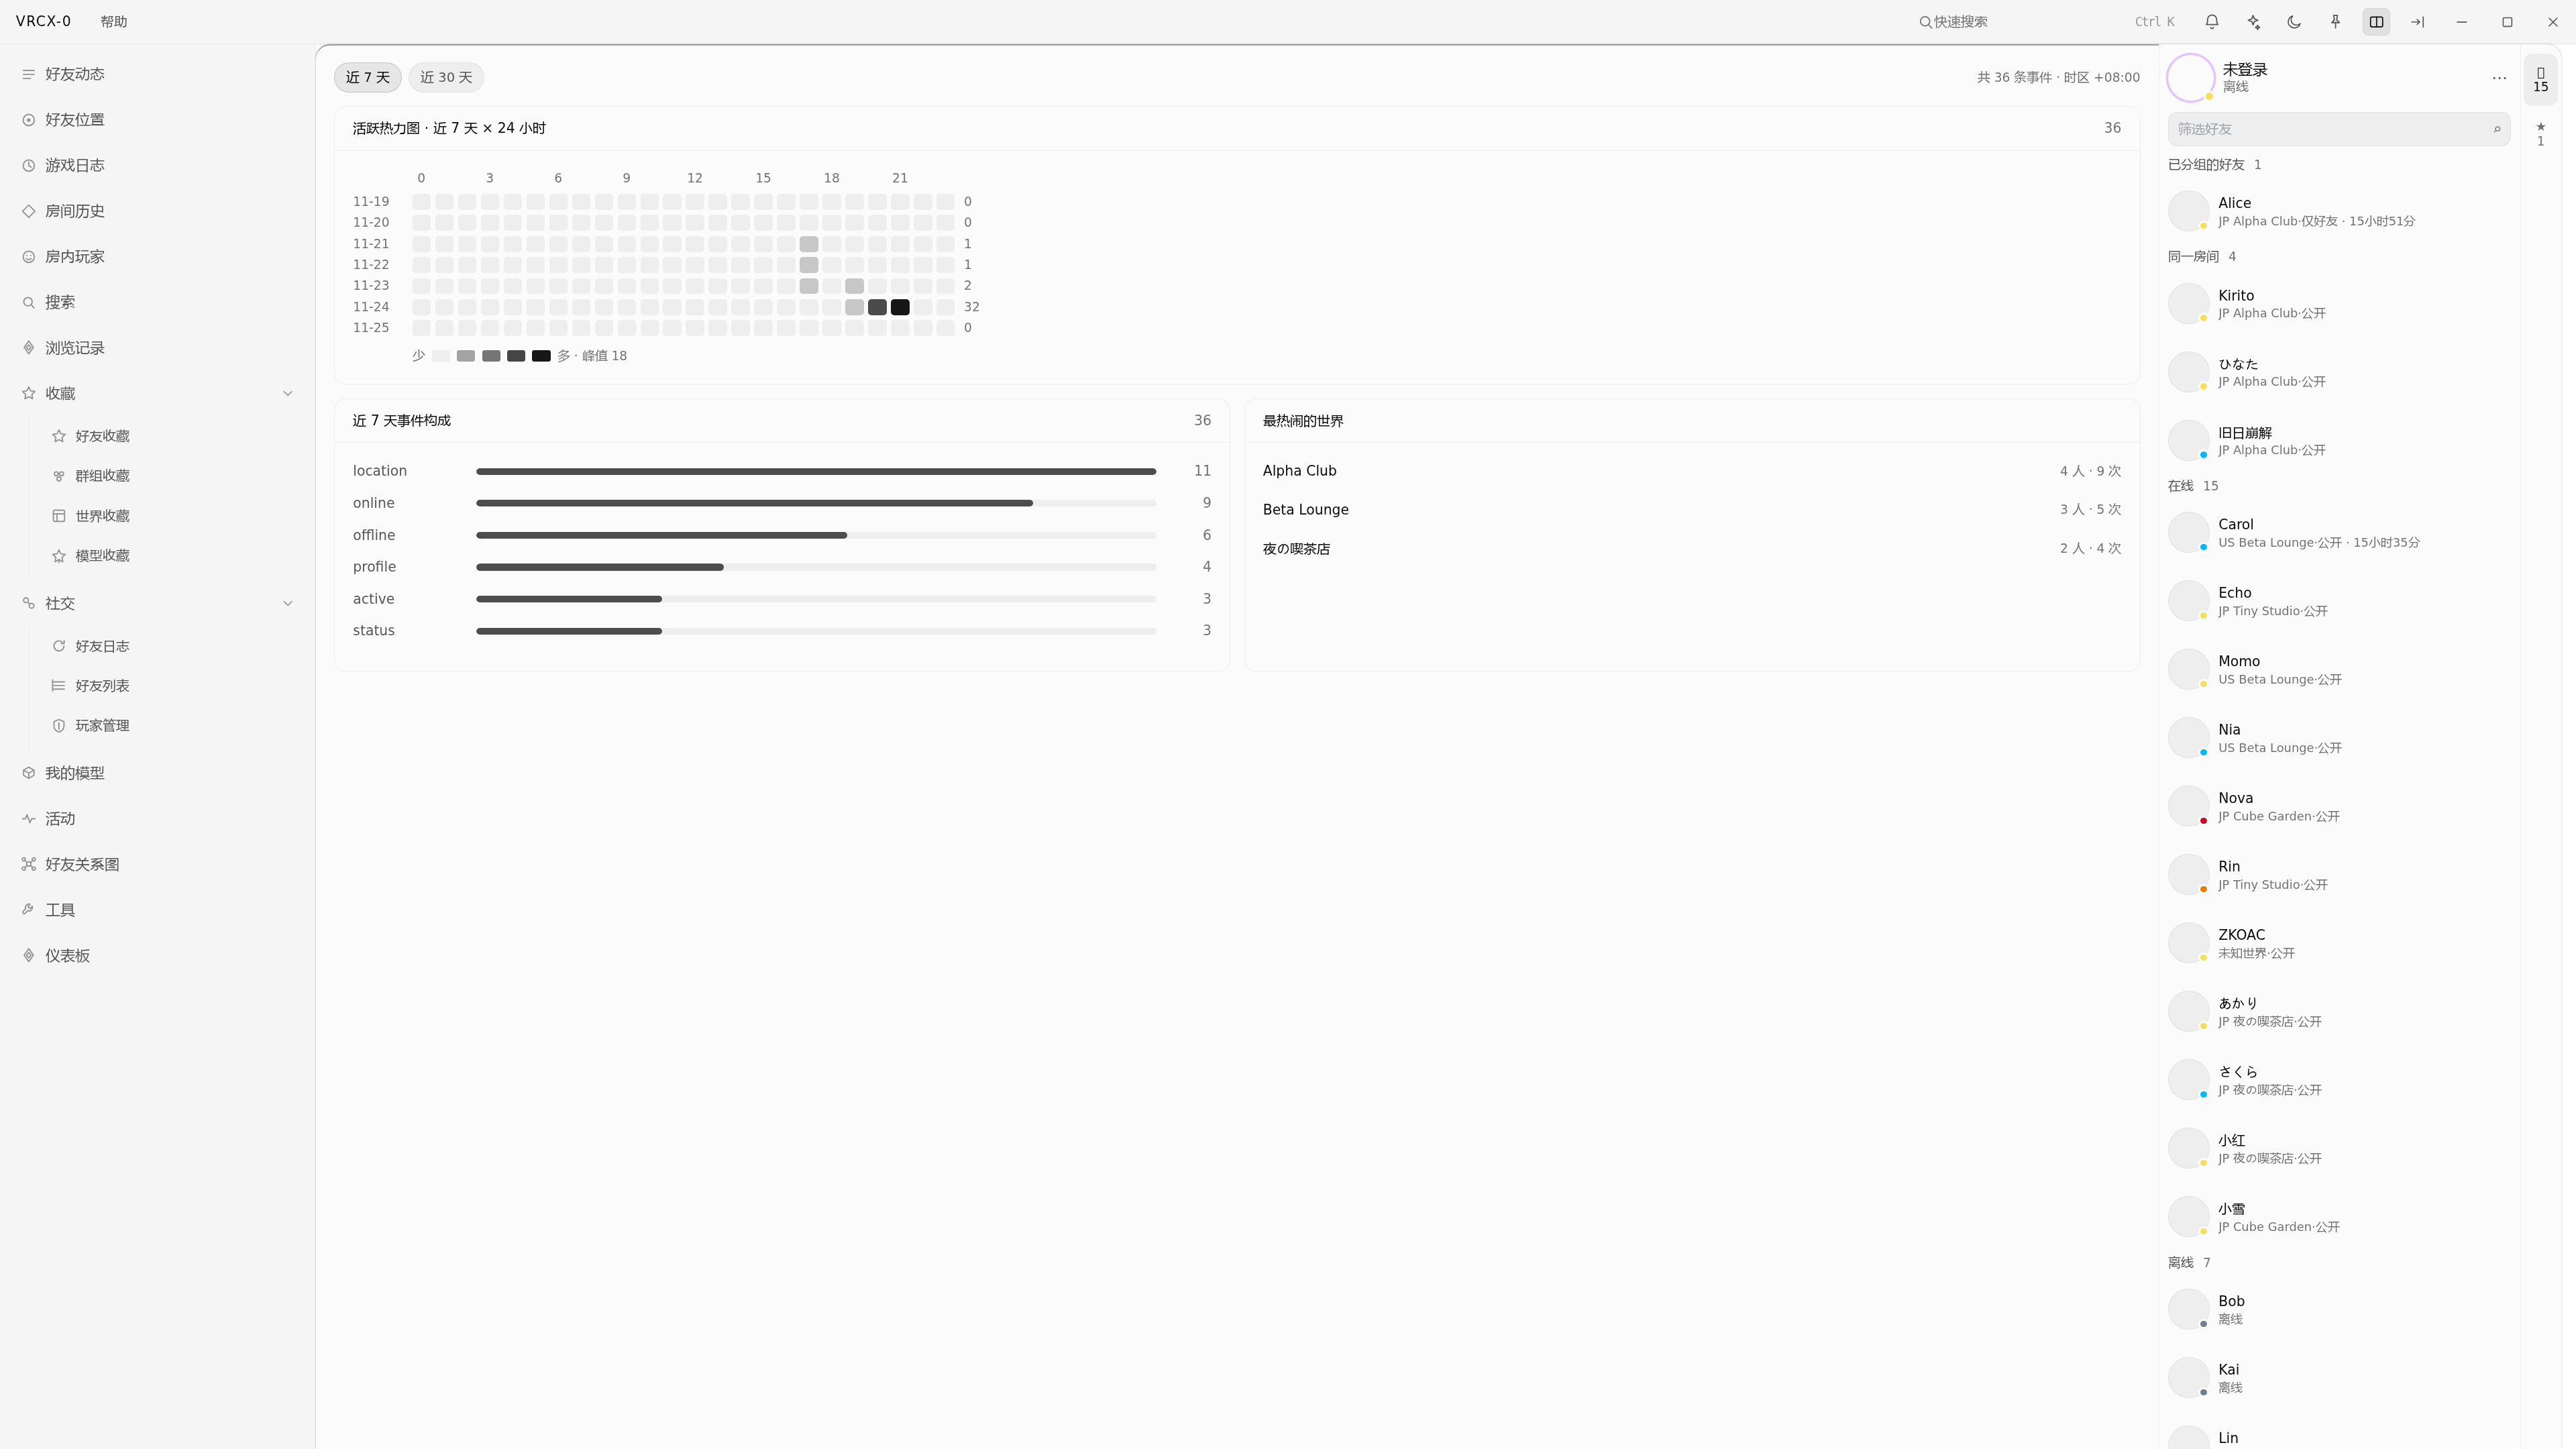 VRCX-0 帮助 快速搜索 Ctrl K
好友动态
好友位置
游戏日志
房间历史
房内玩家
搜索
浏览记录
收藏
好友收藏
群组收藏
世界收藏
模型收藏
社交
好友日志
好友列表
玩家管理
我的模型
活动
好友关系图
工具
仪表板
近 7 天 近 30 天 共 36 条事件 · 时区 +08:00
活跃热力图 · 近 7 天 × 24 小时 36
0 3 6 9 12 15 18 21
11-19 0
11-20 0
11-21 1
11-22 1
11-23 2
11-24 32
11-25 0
少 多 · 峰值 18
近 7 天事件构成 36
location 11
online 9
offline 6
profile 4
active 3
status 3
最热闹的世界
Alpha Club 4 人 · 9 次
Beta Lounge 3 人 · 5 次
夜の喫茶店 2 人 · 4 次
未登录
离线
筛选好友
已分组的好友 1
Alice
JP Alpha Club·仅好友 · 15小时51分
同一房间 4
Kirito
JP Alpha Club·公开
ひなた
JP Alpha Club·公开
旧日崩解
JP Alpha Club·公开
在线 15
Carol
US Beta Lounge·公开 · 15小时35分
Echo
JP Tiny Studio·公开
Momo
US Beta Lounge·公开
Nia
US Beta Lounge·公开
Nova
JP Cube Garden·公开
Rin
JP Tiny Studio·公开
ZKOAC
未知世界·公开
あかり
JP 夜の喫茶店·公开
さくら
JP 夜の喫茶店·公开
小红
JP 夜の喫茶店·公开
小雪
JP Cube Garden·公开
离线 7
Bob
离线
Kai
离线
Lin
15
★
1